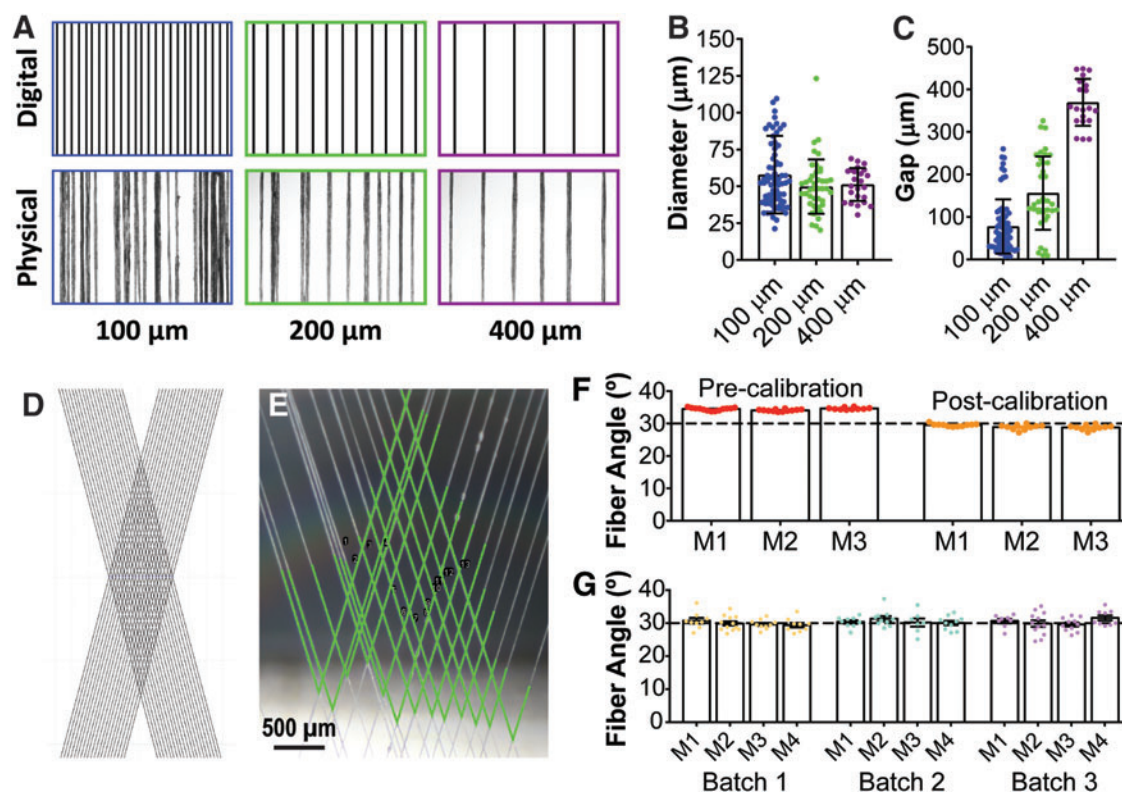 A
Digital
Physical
100 µm
200 µm
400 µm
B
Diameter (µm)
150
125
100
75
50
25
0
100 µm
200 µm
400 µm
C
Gap (µm)
500
400
300
200
100
0
100 µm
200 µm
400 µm
D
E
500 µm
F
Fiber Angle (º)
40
30
20
10
0
Pre-calibration
Post-calibration
M1
M2
M3
M1
M2
M3
G
Fiber Angle (º)
40
30
20
10
0
M1
M2
M3
M4
M1
M2
M3
M4
M1
M2
M3
M4
Batch 1
Batch 2
Batch 3